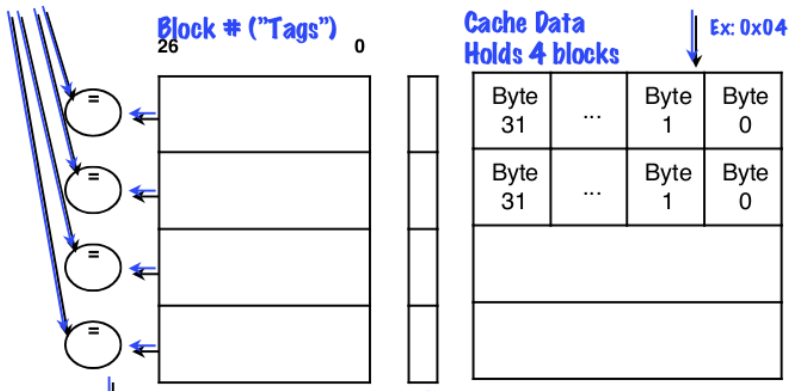 Block # ("Tags")
26 0
Cache Data
Holds 4 blocks
Ex: 0x04
=
=
=
=
Byte 31
...
Byte 1
Byte 0
Byte 31
...
Byte 1
Byte 0